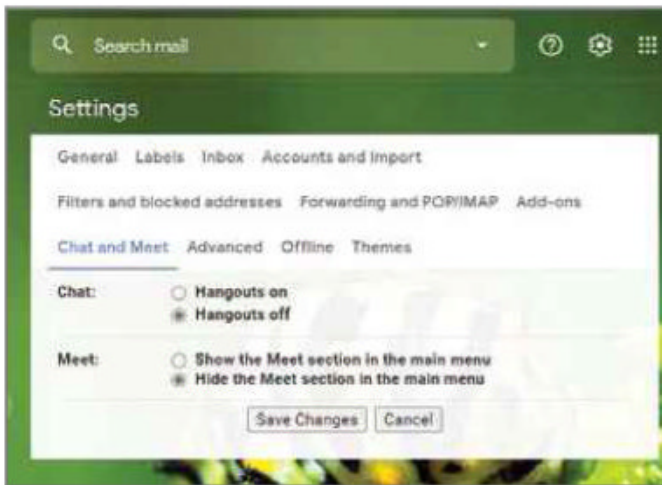 Search mail
Settings
General Labels Inbox Accounts and Import
Filters and blocked addresses Forwarding and POP/IMAP Add-ons
Chat and Meet Advanced Offline Themes
Chat: Hangouts on
Hangouts off
Meet: Show the Meet section in the main menu
Hide the Meet section in the main menu
Save Changes Cancel